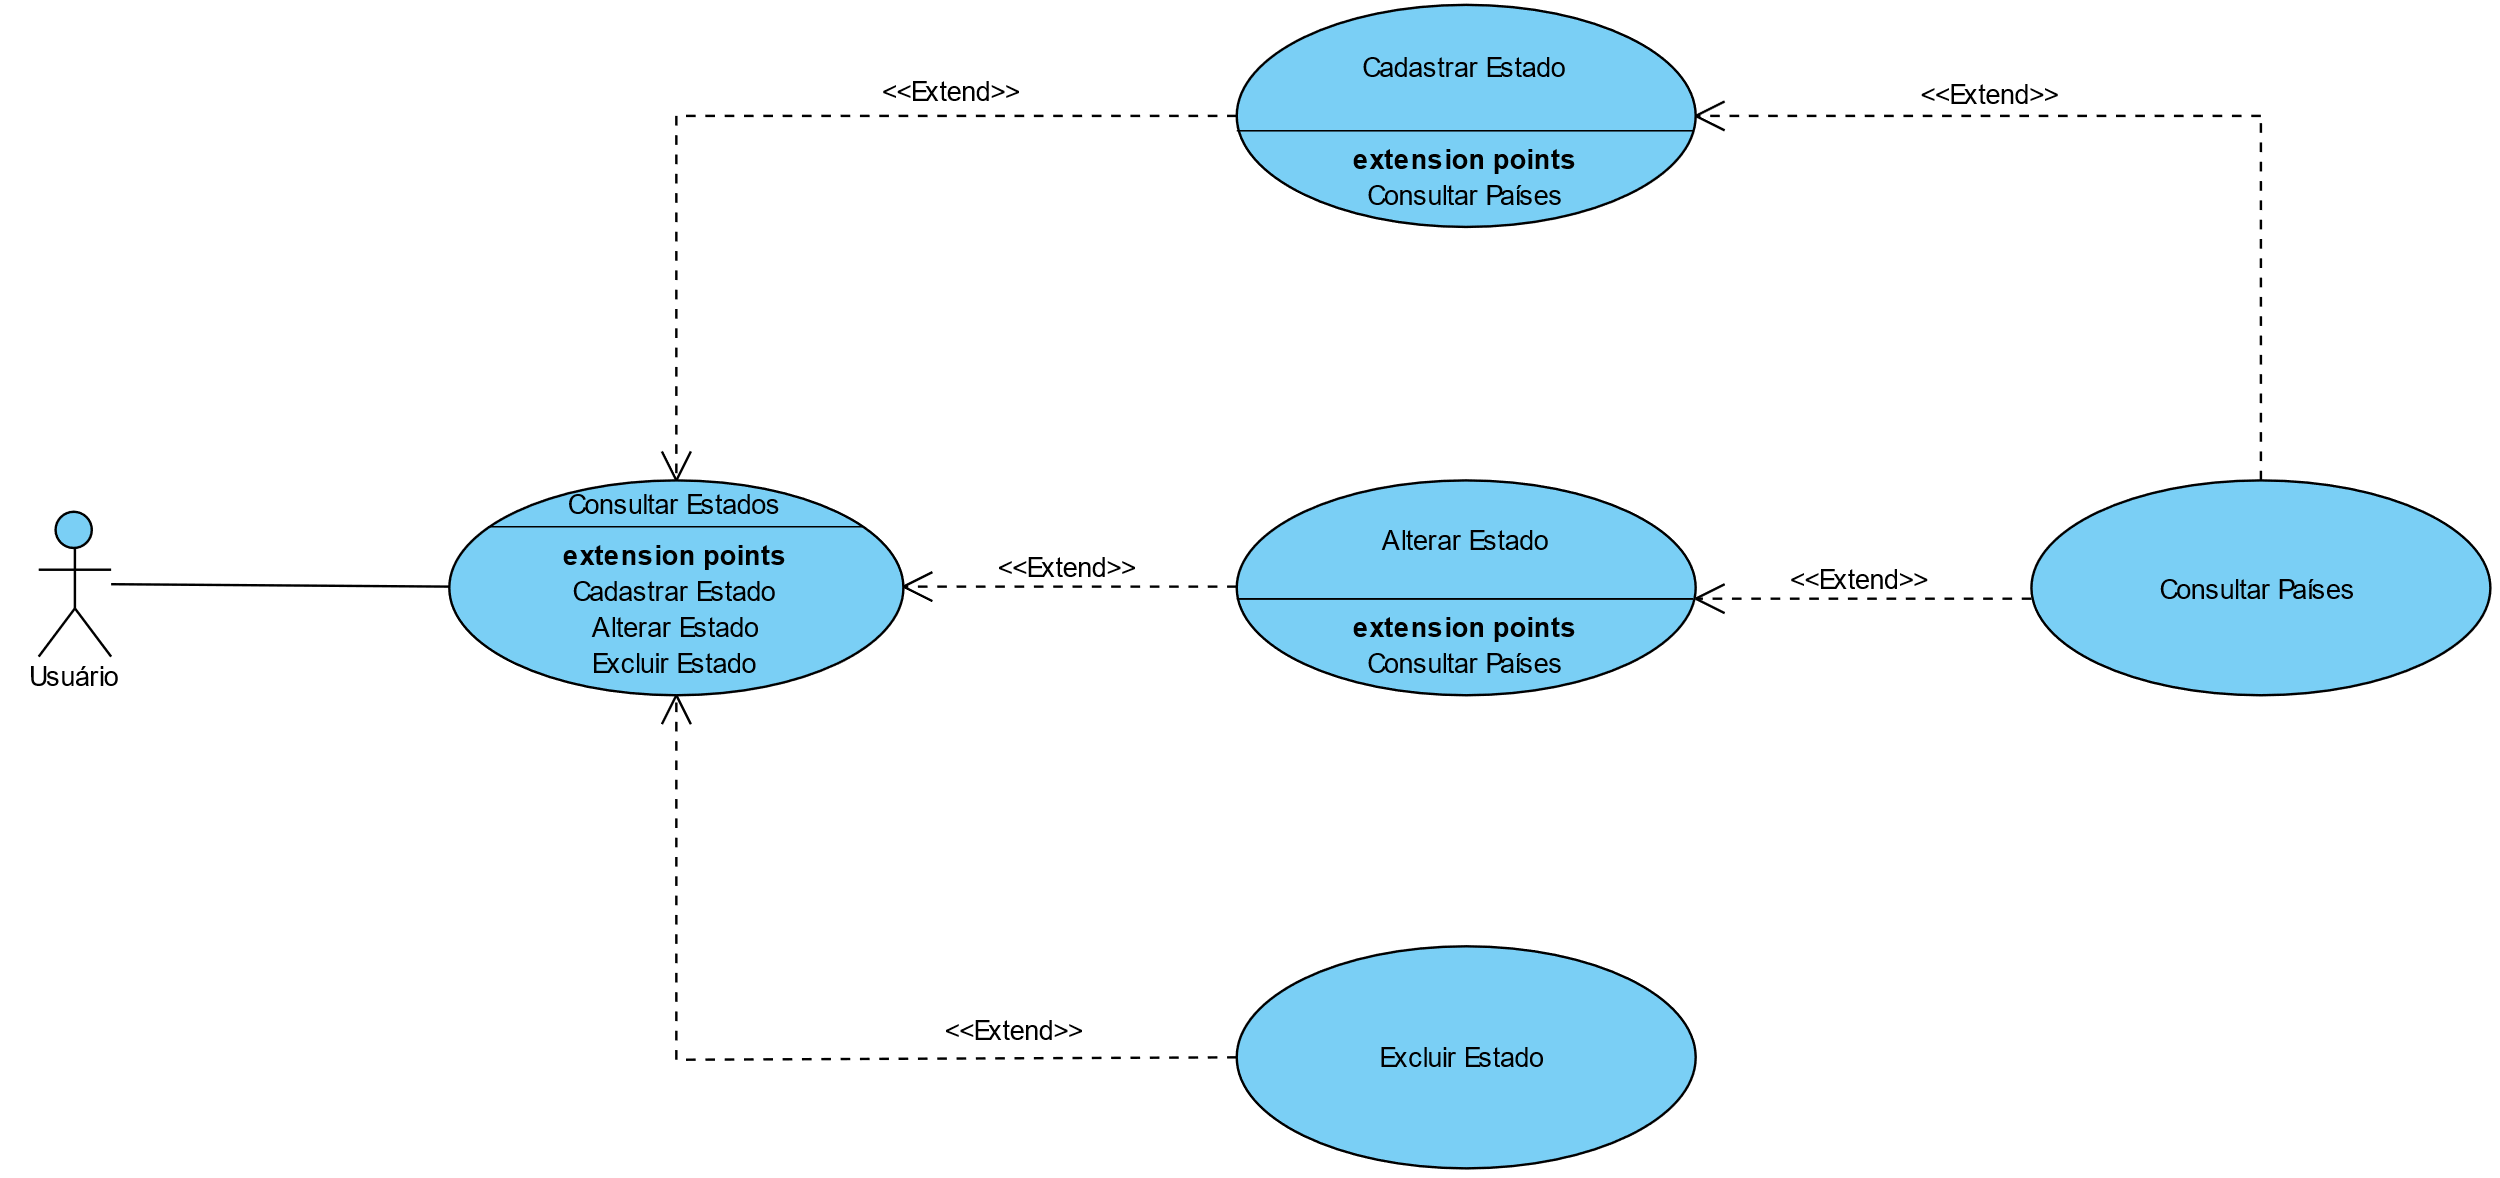 Cadastrar Estado
extension points
Consultar Países
<<Extend>>
<<Extend>>
Usuário
Consultar Estados
extension points
Cadastrar Estado
Alterar Estado
Excluir Estado
<<Extend>>
Alterar Estado
extension points
Consultar Países
<<Extend>>
Consultar Países
<<Extend>>
Excluir Estado